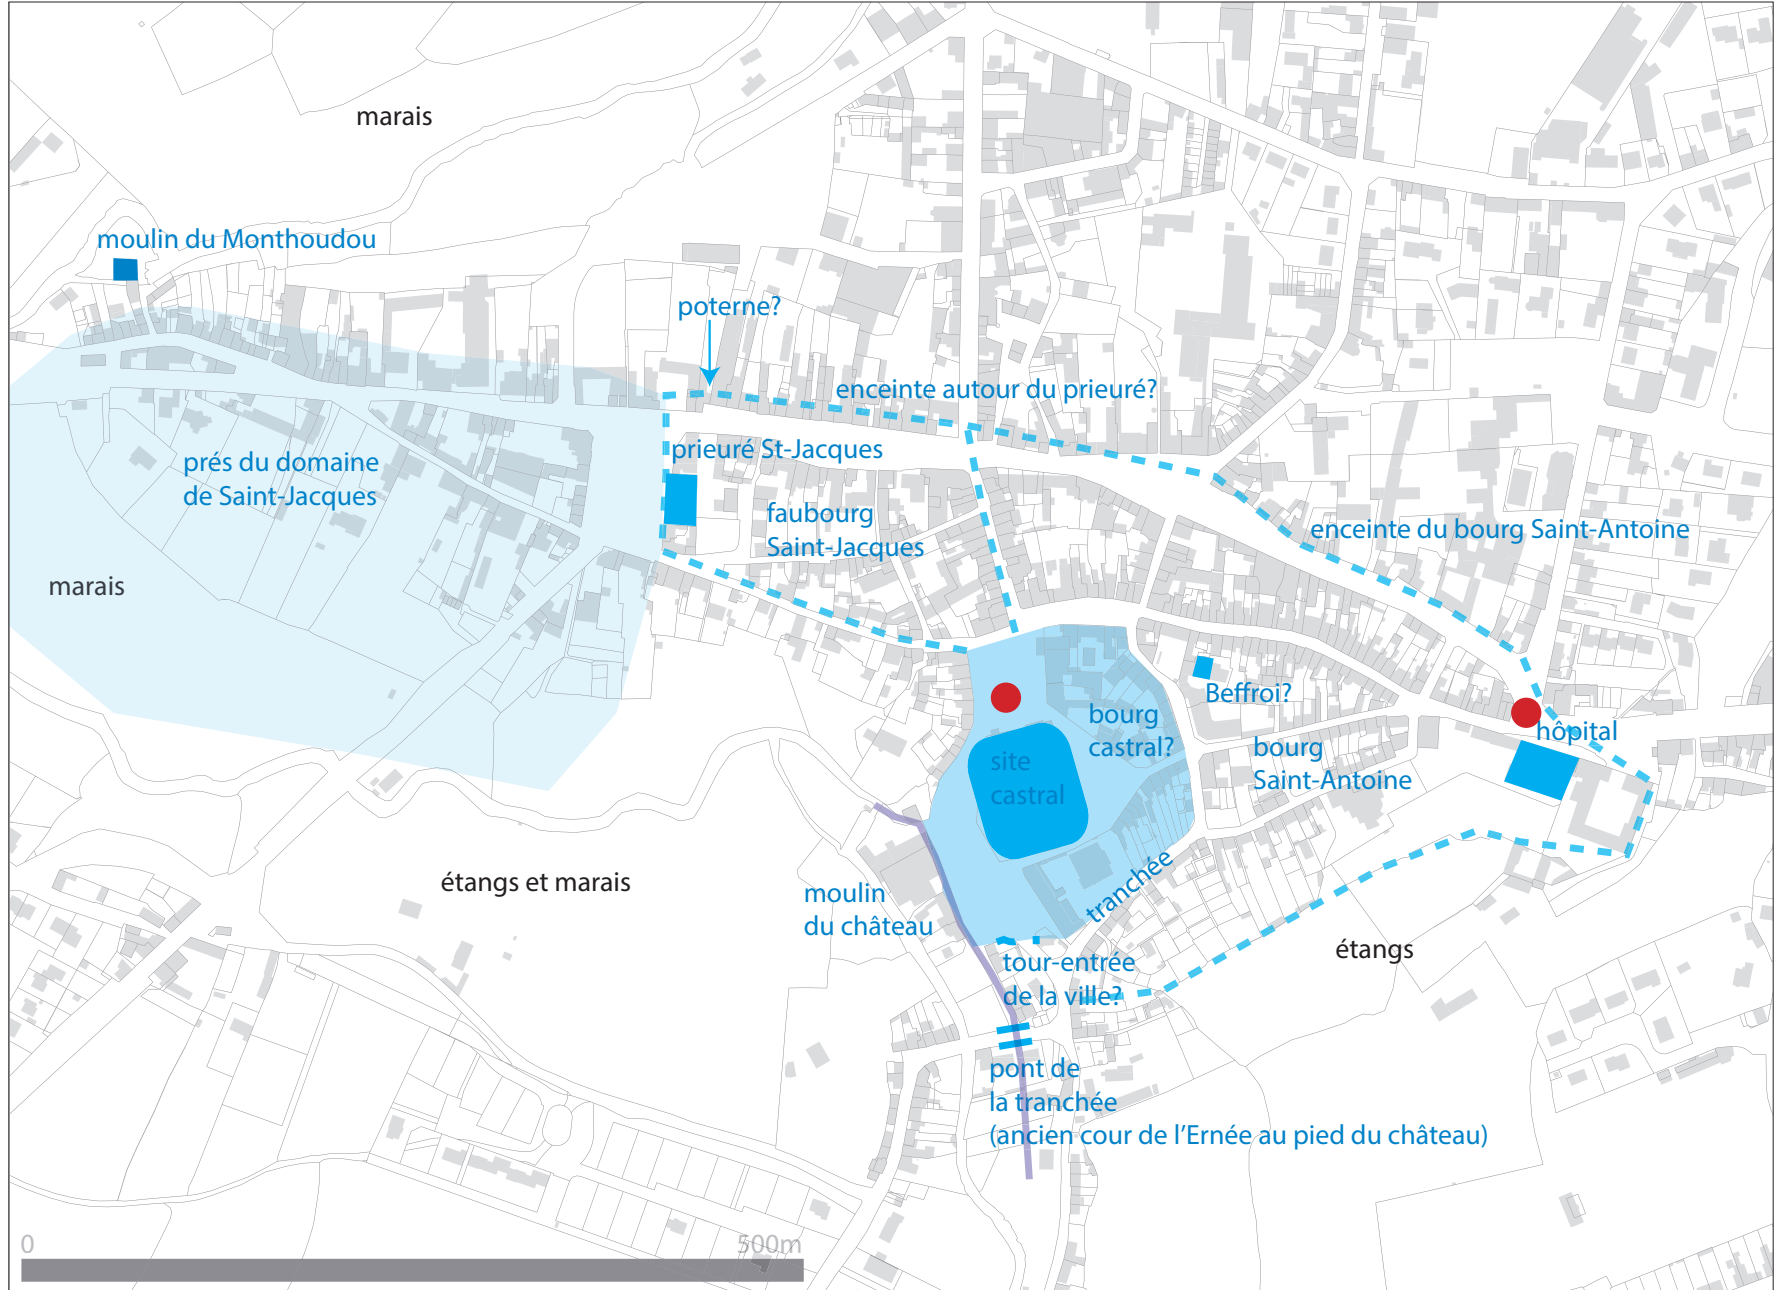 marais
moulin du Monthoudou
poterne?
enceinte autour du prieuré?
prieuré St-Jacques
prés du domaine
de Saint-Jacques
faubourg
Saint-Jacques
enceinte du bourg Saint-Antoine
marais
Beffroi?
bourg
castral?
hôpital
site
castral
bourg
Saint-Antoine
tranchée
étangs et marais
moulin
du château
étangs
tour-entrée
de la ville?
pont de
la tranchée
(ancien cour de l'Ernée au pied du château)
0
500m